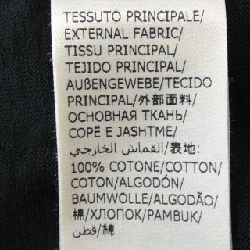 TESSUTO PRINCIPALE/
EXTERNAL FABRIC/
TISSU PRINCIPAL/
TEJIDO PRINCIPAL/
AUßENGEWEBE/TECIDO
PRINCIPAL/外部面料/
ОСНОВНАЯ ТКАНЬ/
COPË E JASHTME/
القماش الخارجي/表地:
100% COTONE/COTTON/
COTON/ALGODÓN/
BAUMWOLLE/ALGODÃO/
棉/ХЛОПОК/PAMBUK/
قطن/綿